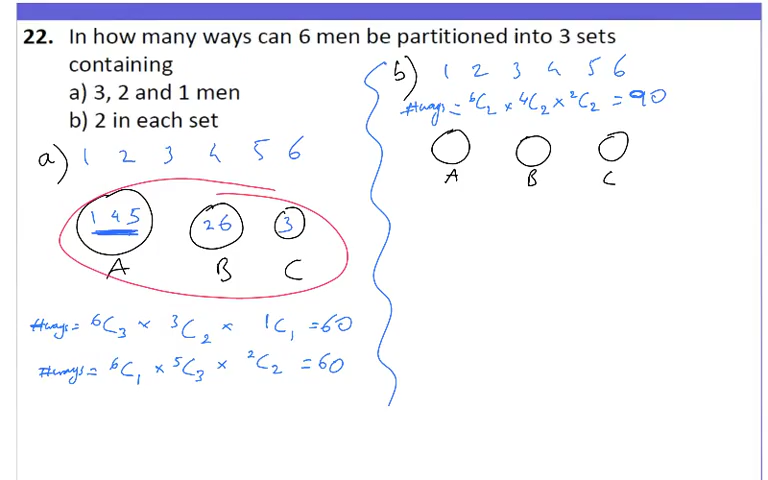 22. In how many ways can 6 men be partitioned into 3 sets
containing
a) 3, 2 and 1 men
b) 2 in each set
a) 1 2 3 4 5 6
1 4 5 2 6 3
A B C
#ways = ⁶C₃ × ³C₂ × ¹C₁ = 60
#ways = ⁶C₁ × ⁵C₃ × ²C₂ = 60
b) 1 2 3 4 5 6
#ways = ⁶C₂ × ⁴C₂ × ²C₂ = 90
A B C